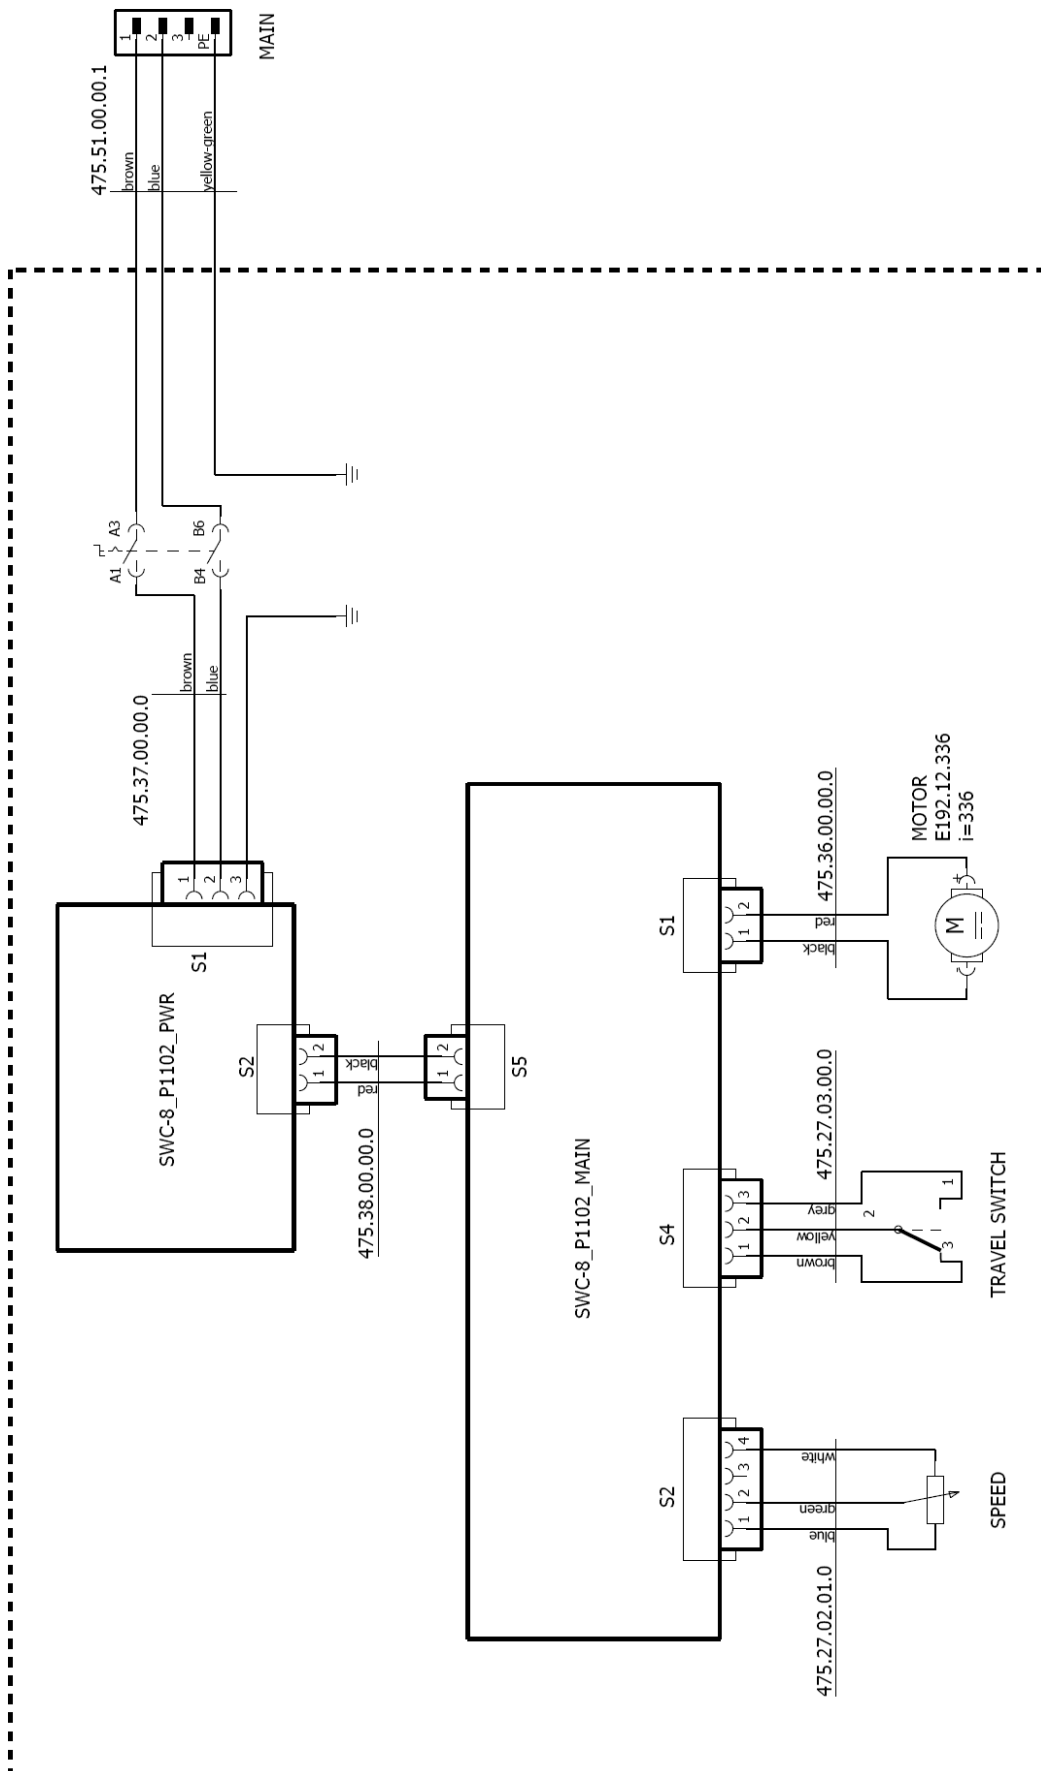 MAIN
1
2
3
PE
475.51.00.00.1
brown
blue
yellow-green
A3
B6
A1
B4
475.37.00.00.0
brown
blue
1
2
3
S1
SWC-8_P1102_PWR
S2
1
2
red
black
475.38.00.00.0
1
2
S5
SWC-8_P1102_MAIN
S1
1
2
black
red
475.36.00.00.0
MOTOR
E192.12.336
i=336
+
M
-
S4
1
2
3
brown
yellow
grey
475.27.03.00.0
1
2
3
TRAVEL SWITCH
S2
1
2
3
4
blue
green
white
475.27.02.01.0
SPEED